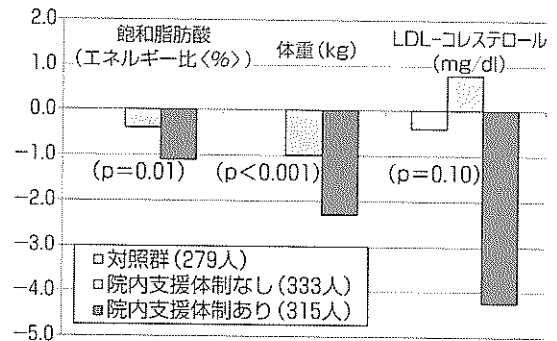 2.0
1.0
0.0
−1.0
−2.0
−3.0
−4.0
−5.0
飽和脂肪酸
(エネルギー比〈%〉)
体重(kg)
LDL-コレステロール
(mg/dl)
(p=0.01)
(p<0.001)
(p=0.10)
対照群(279人)
院内支援体制なし(333人)
院内支援体制あり(315人)